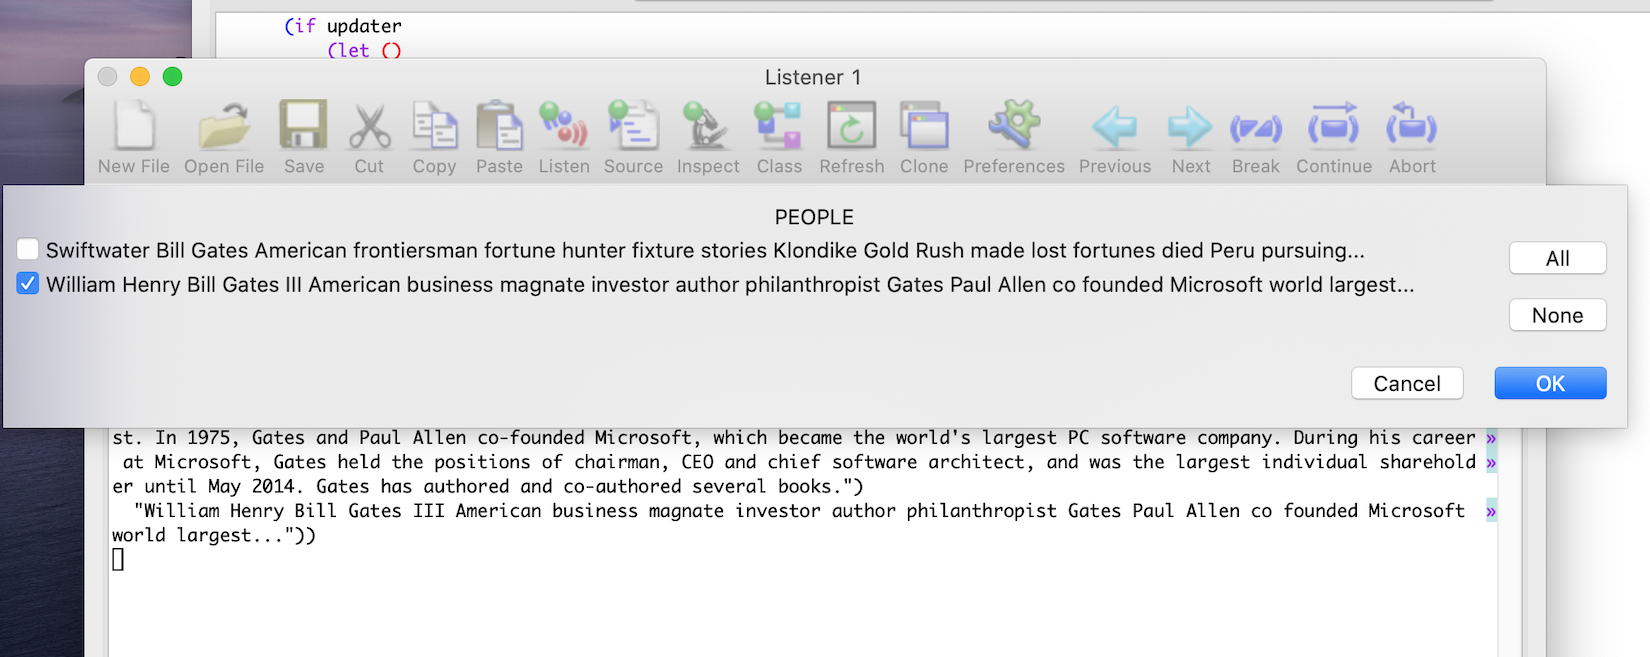 (if updater
(let ()
Listener 1
New File Open File Save Cut Copy Paste Listen Source Inspect Class Refresh Clone Preferences Previous Next Break Continue Abort
PEOPLE
Swiftwater Bill Gates American frontiersman fortune hunter fixture stories Klondike Gold Rush made lost fortunes died Peru pursuing...
All
William Henry Bill Gates III American business magnate investor author philanthropist Gates Paul Allen co founded Microsoft world largest...
None
Cancel OK
st. In 1975, Gates and Paul Allen co-founded Microsoft, which became the world's largest PC software company. During his career »
at Microsoft, Gates held the positions of chairman, CEO and chief software architect, and was the largest individual sharehold »
er until May 2014. Gates has authored and co-authored several books.")
"William Henry Bill Gates III American business magnate investor author philanthropist Gates Paul Allen co founded Microsoft »
world largest..."))